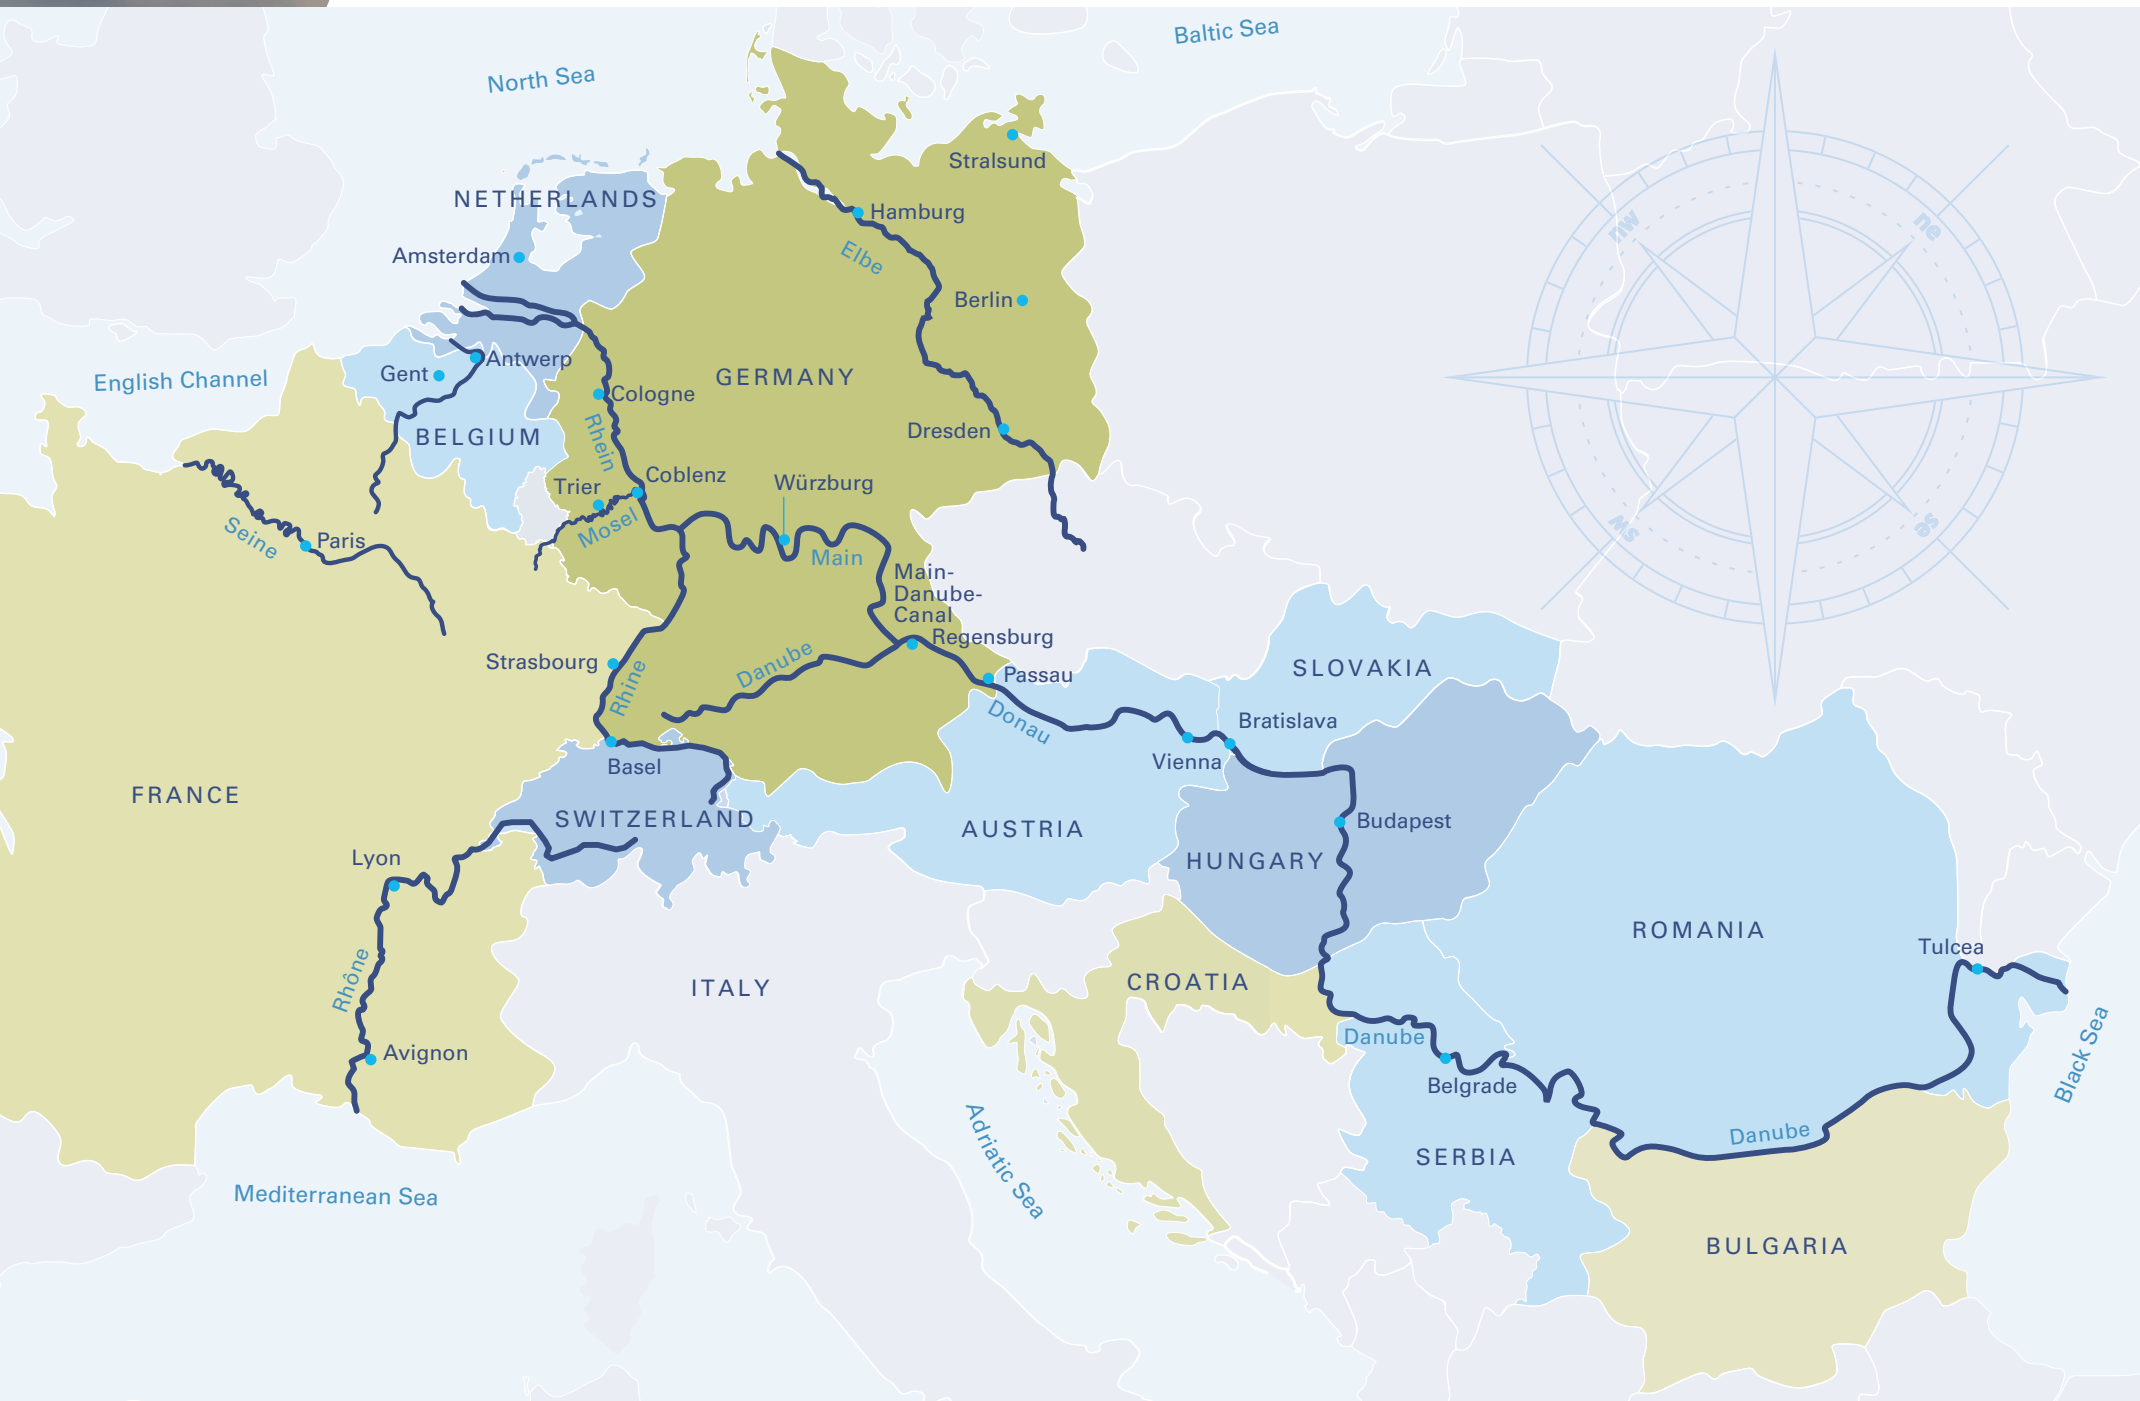 Baltic Sea
North Sea
Stralsund
NETHERLANDS
Hamburg
nw
ne
Amsterdam
Elbe
Berlin
Antwerp
Gent
English Channel
GERMANY
Cologne
Rhein
BELGIUM
Dresden
Coblenz
Trier
Würzburg
Mosel
Seine
Paris
Main
sw
se
Main-
Danube-
Canal
Regensburg
Strasbourg
Rhine
Danube
Passau
SLOVAKIA
Donau
Bratislava
Vienna
Basel
FRANCE
SWITZERLAND
AUSTRIA
Budapest
HUNGARY
Lyon
ROMANIA
Tulcea
Rhône
ITALY
CROATIA
Danube
Avignon
Belgrade
Black Sea
Danube
Adriatic Sea
SERBIA
Mediterranean Sea
BULGARIA